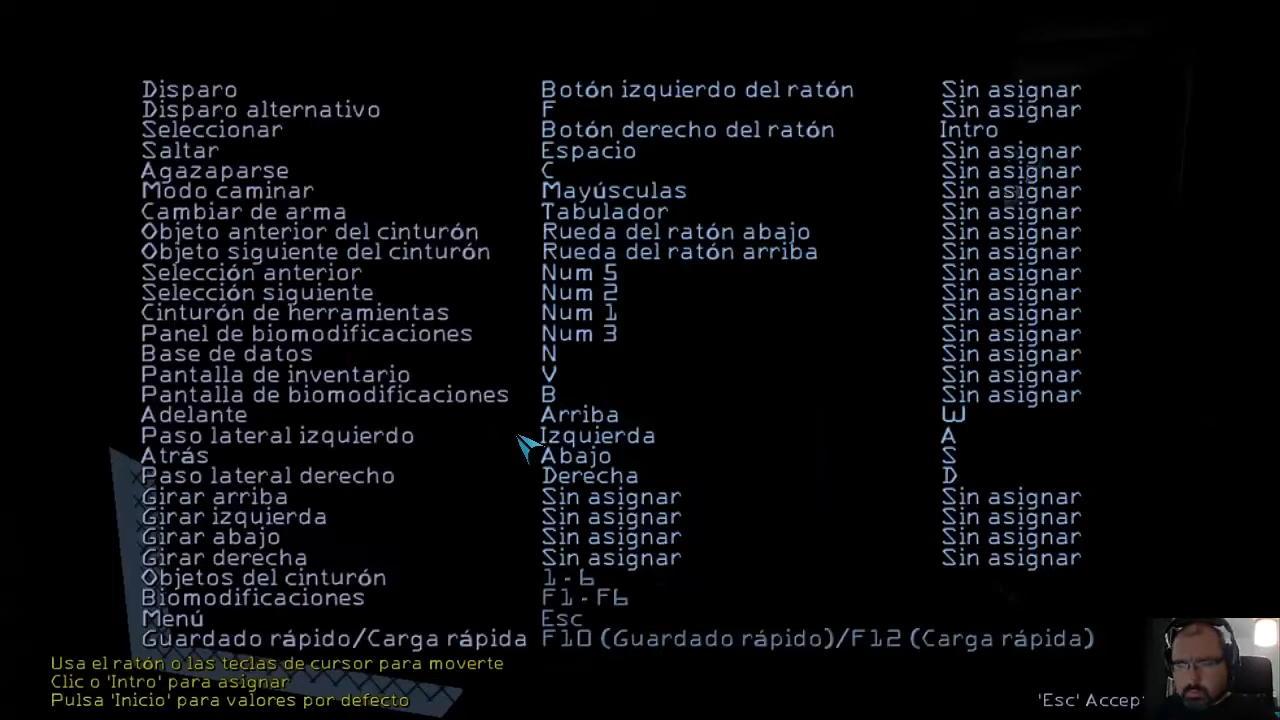 Disparo Botón izquierdo del ratón Sin asignar
Disparo alternativo F Sin asignar
Seleccionar Botón derecho del ratón Intro
Saltar Espacio Sin asignar
Agazaparse C Sin asignar
Modo caminar Mayúsculas Sin asignar
Cambiar de arma Tabulador Sin asignar
Objeto anterior del cinturón Rueda del ratón abajo Sin asignar
Objeto siguiente del cinturón Rueda del ratón arriba Sin asignar
Selección anterior Num 5 Sin asignar
Selección siguiente Num 2 Sin asignar
Cinturón de herramientas Num 1 Sin asignar
Panel de biomodificaciones Num 3 Sin asignar
Base de datos N Sin asignar
Pantalla de inventario V Sin asignar
Pantalla de biomodificaciones B Sin asignar
Adelante Arriba W
Paso lateral izquierdo Izquierda A
Atrás Abajo S
Paso lateral derecho Derecha D
Girar arriba Sin asignar Sin asignar
Girar izquierda Sin asignar Sin asignar
Girar abajo Sin asignar Sin asignar
Girar derecha Sin asignar Sin asignar
Objetos del cinturón 1 - 6
Biomodificaciones F1 - F6
Menú Esc
Guardado rápido/Carga rápida F10 (Guardado rápido)/F12 (Carga rápida)
Usa el ratón o las teclas de cursor para moverte
Clic o 'Intro' para asignar
Pulsa 'Inicio' para valores por defecto
'Esc' Accep